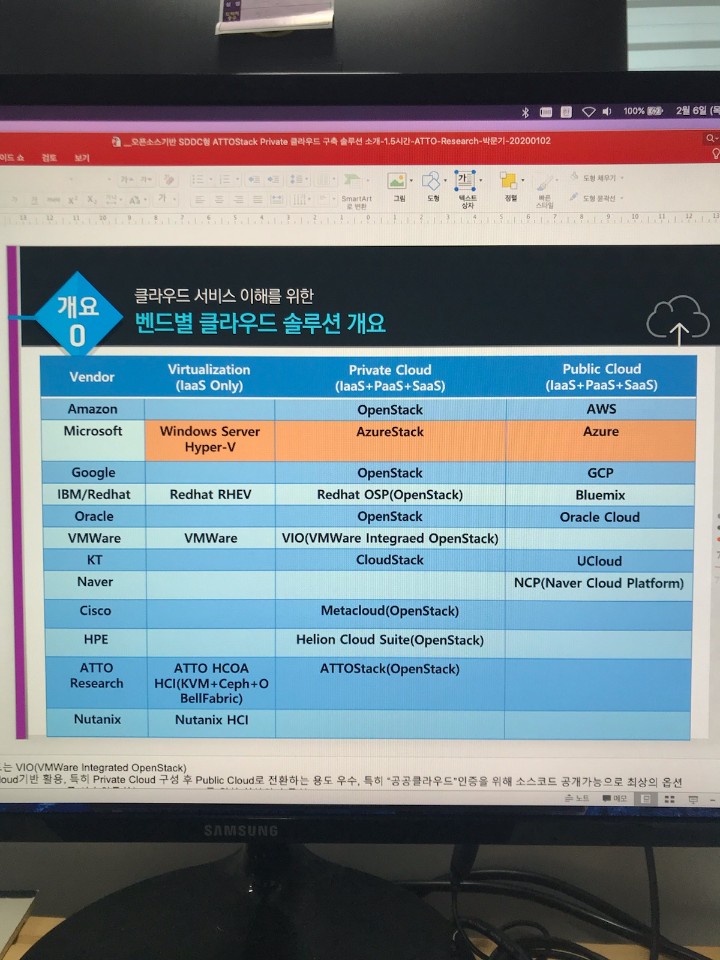 100% 2월 6일 (목
__오픈소스기반 SDDC형 ATTOStack Private 클라우드 구축 솔루션 소개-1.5시간-ATTO-Research-박문기-20200102
이드 쇼 검토 보기
SmartArt
로 변환
그림 도형 텍스트
상자
정렬 빠른
스타일
도형 채우기
도형 윤곽선
개요
0
클라우드 서비스 이해를 위한
벤드별 클라우드 솔루션 개요
Vendor Virtualization (IaaS Only) Private Cloud (IaaS+PaaS+SaaS) Public Cloud (IaaS+PaaS+SaaS)
Amazon OpenStack AWS
Microsoft Windows Server Hyper-V AzureStack Azure
Google OpenStack GCP
IBM/Redhat Redhat RHEV Redhat OSP(OpenStack) Bluemix
Oracle OpenStack Oracle Cloud
VMWare VMWare VIO(VMWare Integraed OpenStack)
KT CloudStack UCloud
Naver NCP(Naver Cloud Platform)
Cisco Metacloud(OpenStack)
HPE Helion Cloud Suite(OpenStack)
ATTO Research ATTO HCOA HCI(KVM+Ceph+O BellFabric) ATTOStack(OpenStack)
Nutanix Nutanix HCI
는 VIO(VMWare Integrated OpenStack)
loud기반 활용, 특히 Private Cloud 구성 후 Public Cloud로 전환하는 용도 우수, 특히 "공공클라우드"인증을 위해 소스코드 공개가능으로 최상의 옵션
노트 메모
SAMSUNG